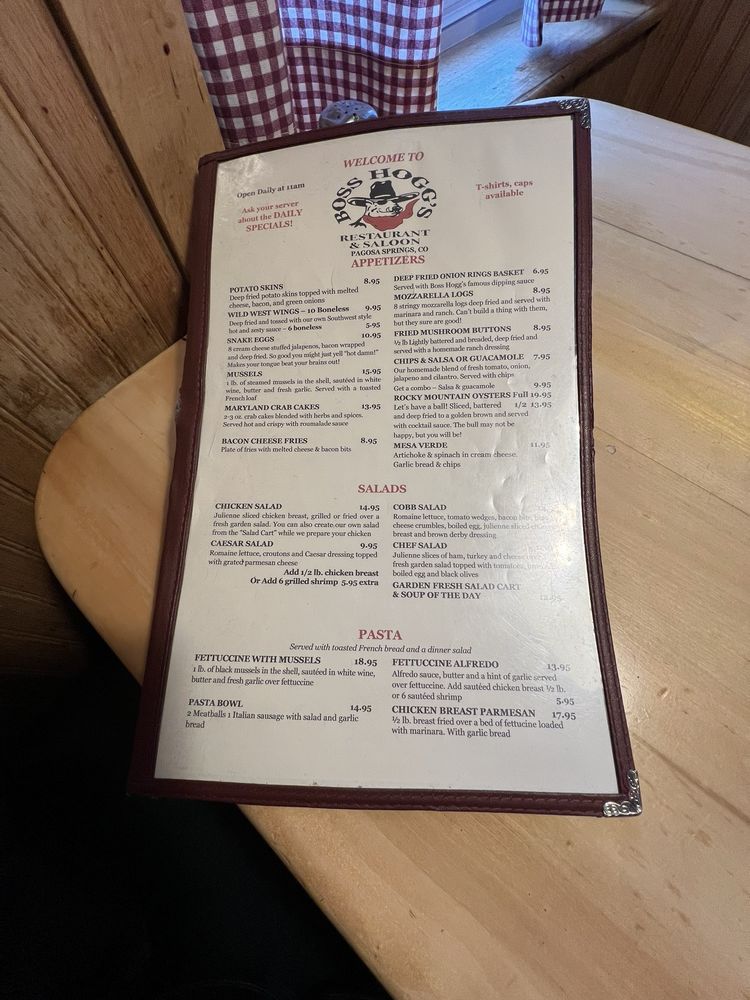 WELCOME TO
Open Daily at 11am
Ask your server
about the DAILY
SPECIALS!
BOSS HOGG'S
RESTAURANT
& SALOON
PAGOSA SPRINGS, CO
T-shirts, caps
available
APPETIZERS
POTATO SKINS 8.95
Deep fried potato skins topped with melted
cheese, bacon, and green onions
WILD WEST WINGS – 10 Boneless 9.95
Deep fried and tossed with our own Southwest style
hot and zesty sauce – 6 boneless 5.95
SNAKE EGGS 10.95
8 cream cheese stuffed jalapenos, bacon wrapped
and deep fried. So good you might just yell "hot damn!"
Makes your tongue beat your brains out!
MUSSELS 15.95
1 lb. of steamed mussels in the shell, sautéed in white
wine, butter and fresh garlic. Served with a toasted
French loaf
MARYLAND CRAB CAKES 13.95
2-3 oz. crab cakes blended with herbs and spices.
Served hot and crispy with roumalade sauce
BACON CHEESE FRIES 8.95
Plate of fries with melted cheese & bacon bits
DEEP FRIED ONION RINGS BASKET 6.95
Served with Boss Hogg's famous dipping sauce
MOZZARELLA LOGS 8.95
8 stringy mozzarella logs deep fried and served with
marinara and ranch. Can't build a thing with them,
but they sure are good!
FRIED MUSHROOM BUTTONS 8.95
½ lb Lightly battered and breaded, deep fried and
served with a homemade ranch dressing
CHIPS & SALSA OR GUACAMOLE 7.95
Our homemade blend of fresh tomato, onion,
jalapeno and cilantro. Served with chips
Get a combo – Salsa & guacamole 9.95
ROCKY MOUNTAIN OYSTERS Full 19.95
Let's have a ball! Sliced, battered 1/2 13.95
and deep fried to a golden brown and served
with cocktail sauce. The bull may not be
happy, but you will be!
MESA VERDE 11.95
Artichoke & spinach in cream cheese.
Garlic bread & chips
SALADS
CHICKEN SALAD 14.95
Julienne sliced chicken breast, grilled or fried over a
fresh garden salad. You can also create our own salad
from the "Salad Cart" while we prepare your chicken
CAESAR SALAD 9.95
Romaine lettuce, croutons and Caesar dressing topped
with grated parmesan cheese
Add 1/2 lb. chicken breast
Or Add 6 grilled shrimp 5.95 extra
COBB SALAD
Romaine lettuce, tomato wedges, bacon bits,
cheese crumbles, boiled egg, julienne sliced
breast and brown derby dressing
CHEF SALAD
Julienne slices of ham, turkey and cheese
fresh garden salad topped with tomatoes,
boiled egg and black olives
GARDEN FRESH SALAD CART
& SOUP OF THE DAY
PASTA
Served with toasted French bread and a dinner salad
FETTUCCINE WITH MUSSELS 18.95
1 lb. of black mussels in the shell, sautéed in white wine,
butter and fresh garlic over fettuccine
PASTA BOWL 14.95
2 Meatballs 1 Italian sausage with salad and garlic
bread
FETTUCCINE ALFREDO 13.95
Alfredo sauce, butter and a hint of garlic served
over fettuccine. Add sautéed chicken breast ½ lb.
or 6 sautéed shrimp 5.95
CHICKEN BREAST PARMESAN 17.95
½ lb. breast fried over a bed of fettucine loaded
with marinara. With garlic bread